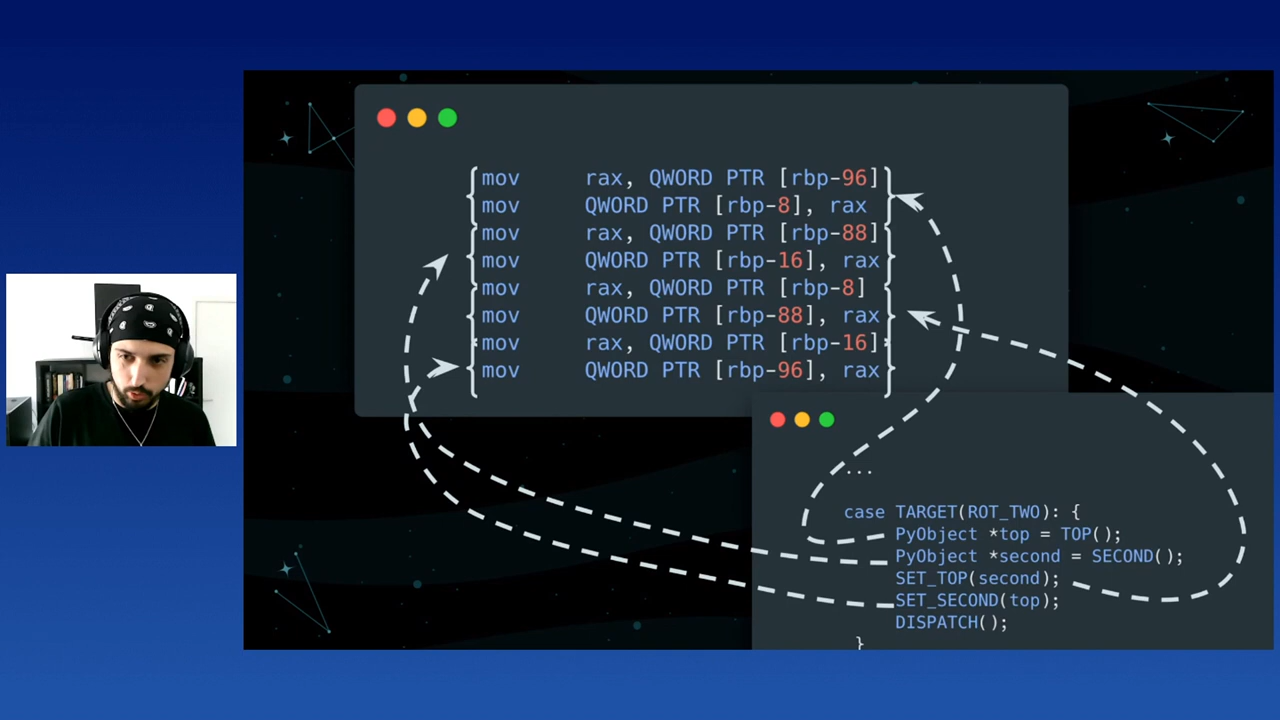 mov rax, QWORD PTR [rbp-96]
mov QWORD PTR [rbp-8], rax
mov rax, QWORD PTR [rbp-88]
mov QWORD PTR [rbp-16], rax
mov rax, QWORD PTR [rbp-8]
mov QWORD PTR [rbp-88], rax
mov rax, QWORD PTR [rbp-16]
mov QWORD PTR [rbp-96], rax
...
case TARGET(ROT_TWO): {
PyObject *top = TOP();
PyObject *second = SECOND();
SET_TOP(second);
SET_SECOND(top);
DISPATCH();
}